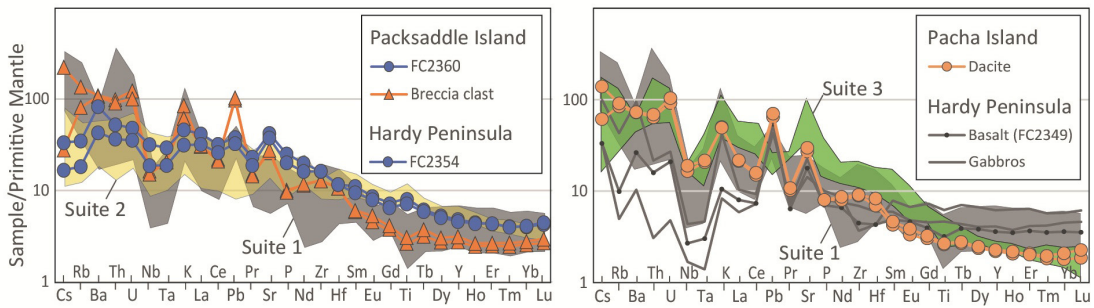 Sample/Primitive Mantle
100
10
1
Packsaddle Island
FC2360
Breccia clast
Hardy Peninsula
FC2354
Suite 2
Suite 1
Rb Th Nb K Ce Pr P Zr Sm Gd Tb Y Er Yb
Cs Ba U Ta La Pb Sr Nd Hf Eu Ti Dy Ho Tm Lu
100
10
1
Pacha Island
Dacite
Hardy Peninsula
Basalt (FC2349)
Gabbros
Suite 3
Suite 1
Rb Th Nb K Ce Pr P Zr Sm Gd Tb Y Er Yb
Cs Ba U Ta La Pb Sr Nd Hf Eu Ti Dy Ho Tm Lu